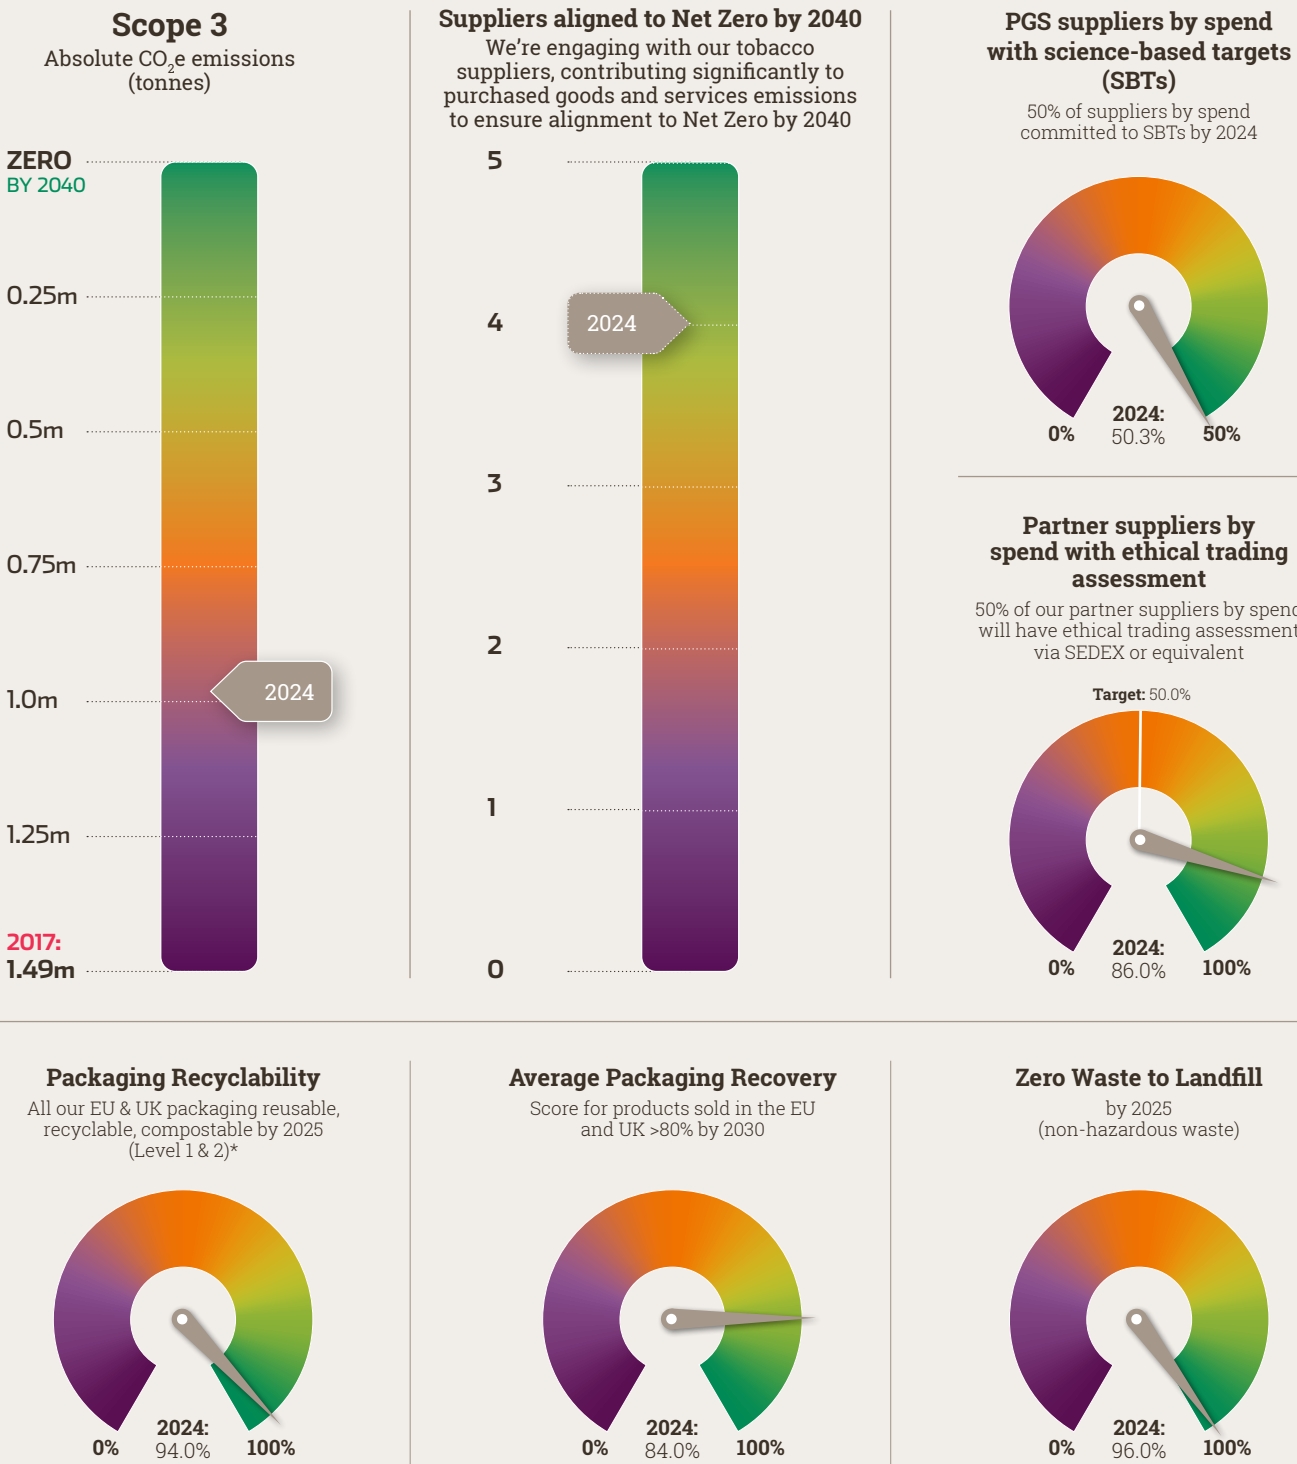 Scope 3
Absolute CO2e emissions
(tonnes)
ZERO
BY 2040
0.25m
0.5m
0.75m
1.0m
1.25m
2017:
1.49m
2024
Suppliers aligned to Net Zero by 2040
We’re engaging with our tobacco
suppliers, contributing significantly to
purchased goods and services emissions
to ensure alignment to Net Zero by 2040
5
4
3
2
1
0
2024
PGS suppliers by spend
with science-based targets
(SBTs)
50% of suppliers by spend
committed to SBTs by 2024
2024:
50.3%
0%
50%
Partner suppliers by
spend with ethical trading
assessment
50% of our partner suppliers by spend
will have ethical trading assessment
via SEDEX or equivalent
Target: 50.0%
2024:
86.0%
0%
100%
Packaging Recyclability
All our EU & UK packaging reusable,
recyclable, compostable by 2025
(Level 1 & 2)*
2024:
94.0%
0%
100%
Average Packaging Recovery
Score for products sold in the EU
and UK >80% by 2030
2024:
84.0%
0%
100%
Zero Waste to Landfill
by 2025
(non-hazardous waste)
2024:
96.0%
0%
100%